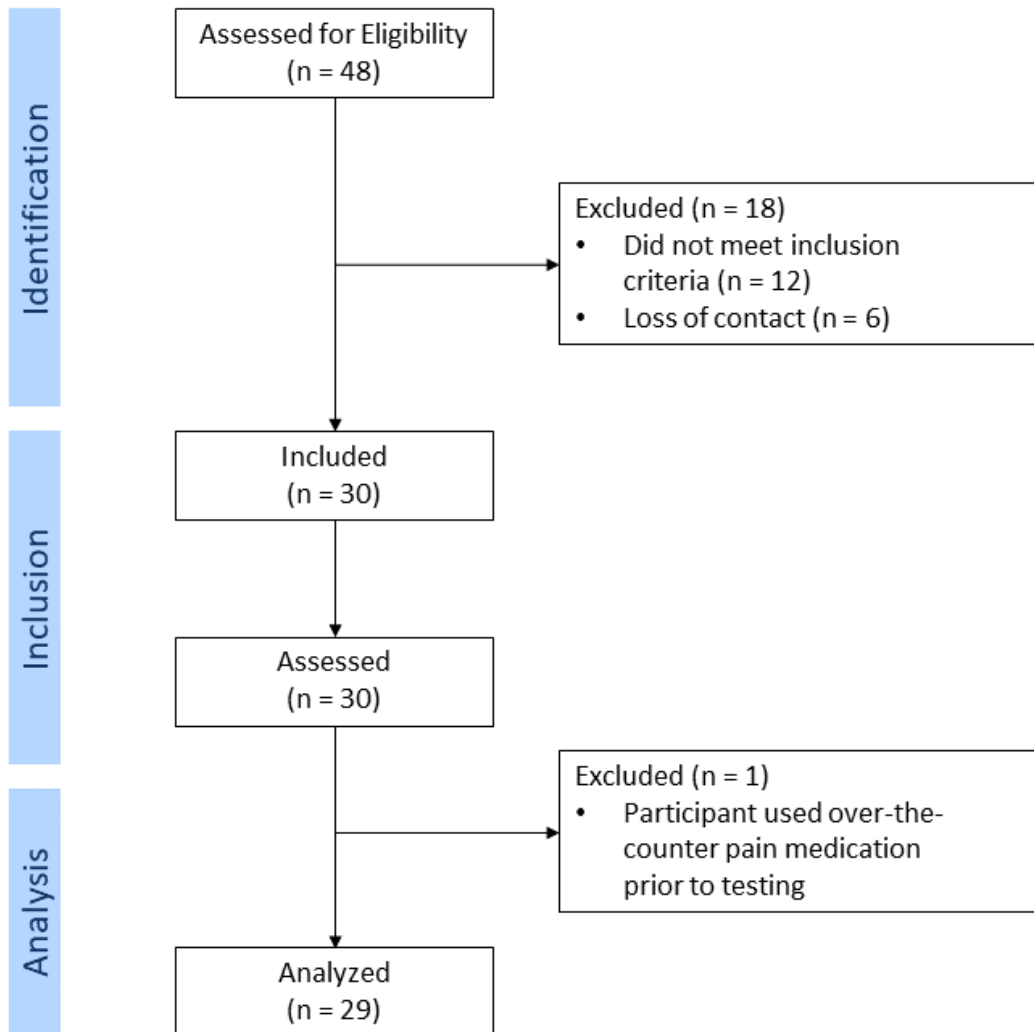 Identification
Assessed for Eligibility
(n = 48)
Excluded (n = 18)
• Did not meet inclusion
criteria (n = 12)
• Loss of contact (n = 6)
Inclusion
Included
(n = 30)
Assessed
(n = 30)
Analysis
Excluded (n = 1)
• Participant used over-the-
counter pain medication
prior to testing
Analyzed
(n = 29)